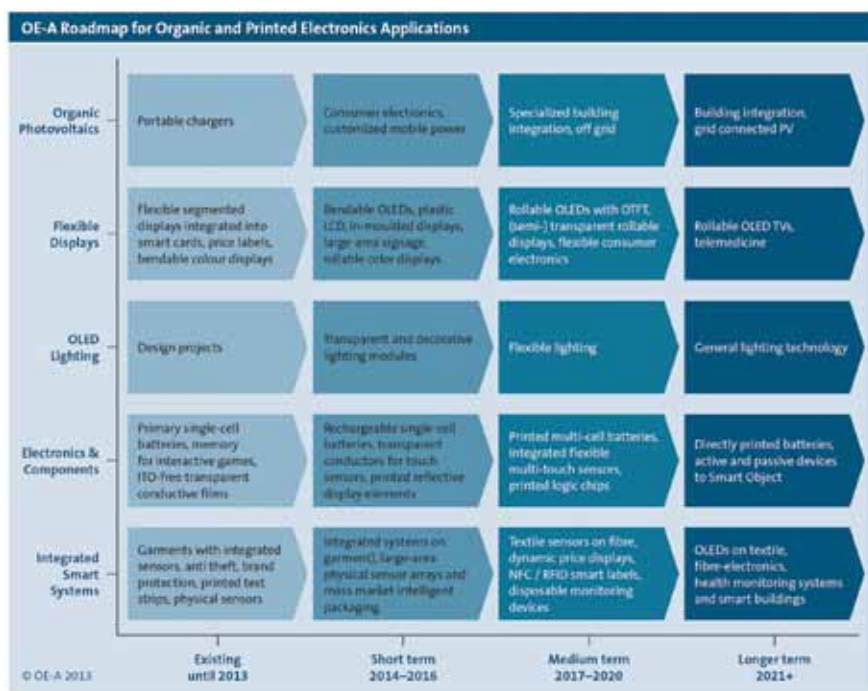 OE-A Roadmap for Organic and Printed Electronics Applications
Organic
Photovoltaics
Portable chargers
Consumer electronics,
customized mobile power
Specialized building
integration, off grid
Building integration,
grid connected PV
Flexible
Displays
Flexible segmented
displays integrated into
smart cards, price labels,
bendable colour displays
Bendable OLEDs, plastic
LCD, in-moulded displays,
large area signage,
rollable color displays
Rollable OLEDs with OTFT,
(semi-) transparent rollable
displays, flexible consumer
electronics
Rollable OLED TVs,
telemedicine
OLED
Lighting
Design projects
Transparent and decorative
lighting modules
Flexible lighting
General lighting technology
Electronics &
Components
Primary single-cell
batteries, memory
for interactive games,
ITO-free transparent
conductive films
Rechargeable single-cell
batteries, transparent
conductors for touch
sensors, printed reflective
display elements
Printed multi-cell batteries,
integrated flexible
multi-touch sensors,
printed logic chips
Directly printed batteries,
active and passive devices
to Smart Object
Integrated
Smart
Systems
Garments with integrated
sensors, anti theft, brand
protection, printed test
strips, physical sensors
Integrated systems on
garment), large-area
physical sensor arrays and
mass market intelligent
packaging
Textile sensors on fibre,
dynamic price displays,
NFC / RFID smart labels,
disposable monitoring
devices
OLEDs on textile,
fibre-electronics,
health monitoring systems
and smart buildings
© OE-A 2013
Existing
until 2013
Short term
2014–2016
Medium term
2017–2020
Longer term
2021+